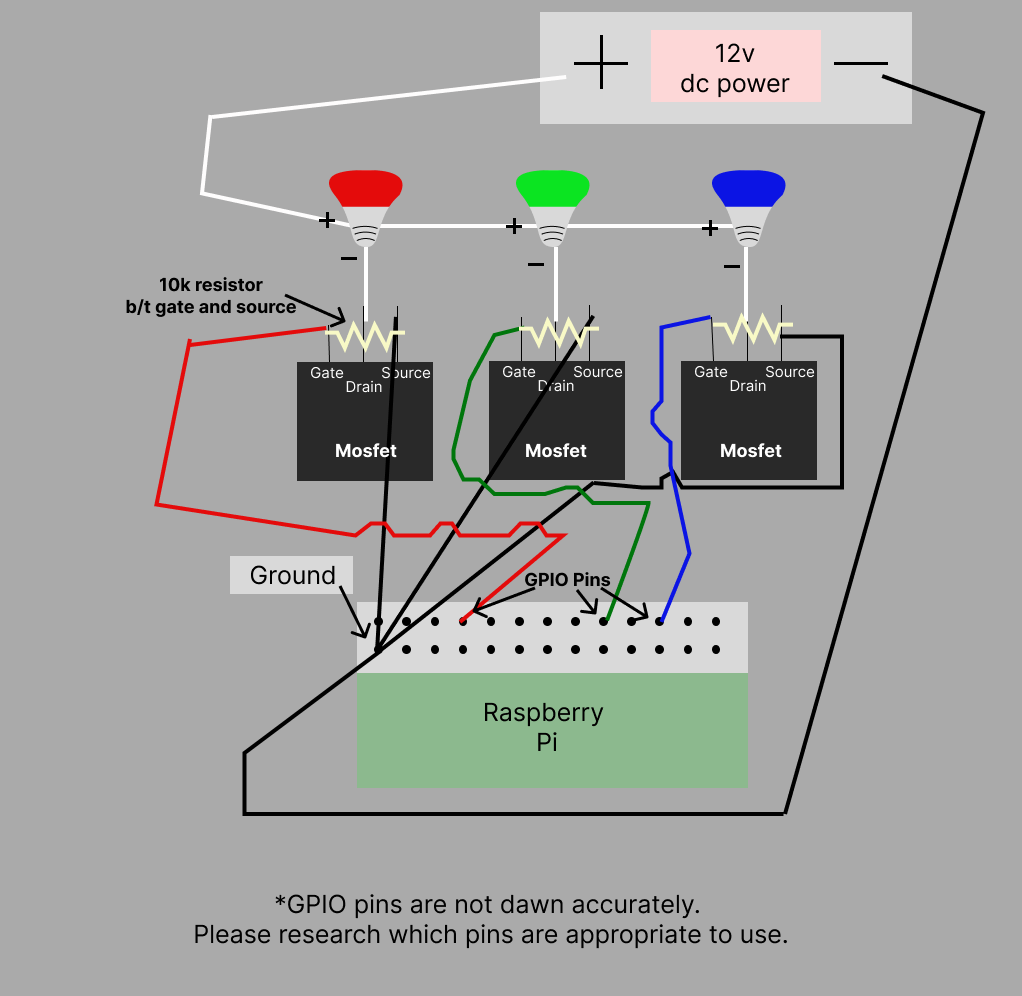 12v
dc power
+
−
+
+
+
−
−
−
10k resistor
b/t gate and source
Gate
Drain
Source
Mosfet
Gate
Drain
Source
Mosfet
Gate
Drain
Source
Mosfet
Ground
GPIO Pins
Raspberry
Pi
*GPIO pins are not dawn accurately.
Please research which pins are appropriate to use.